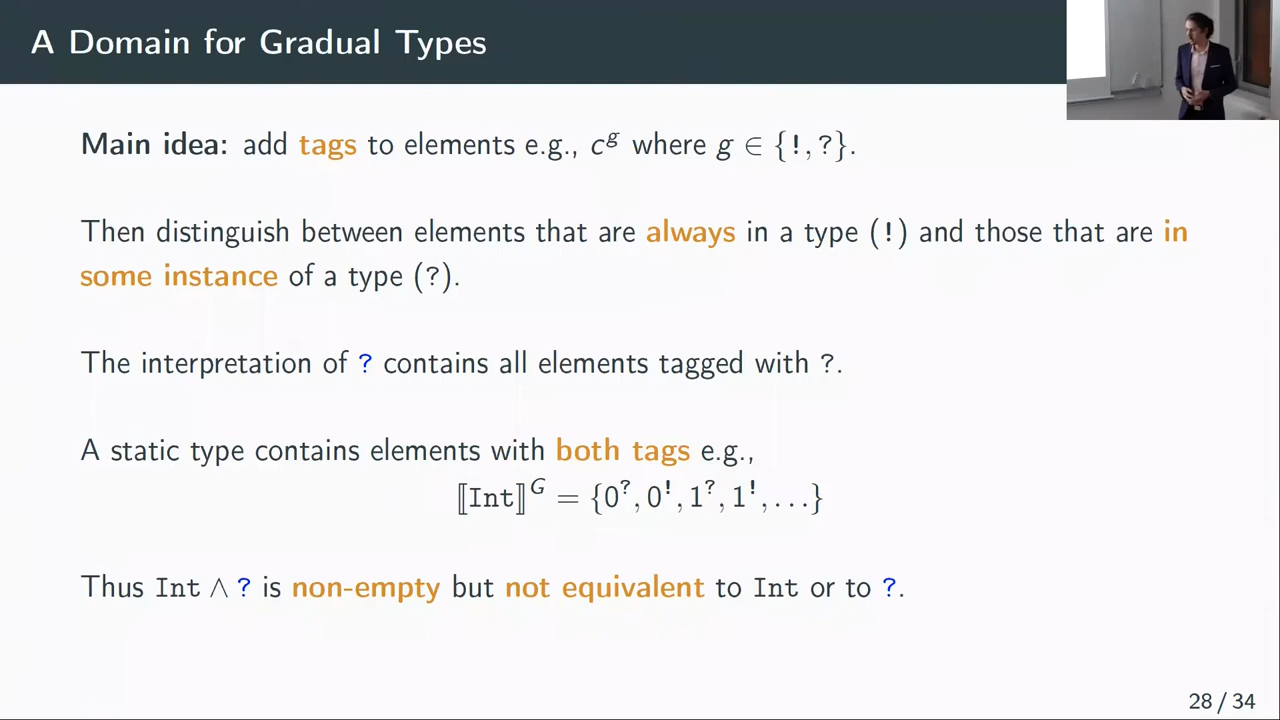 A Domain for Gradual Types
Main idea: add tags to elements e.g., c^g where g ∈ {!, ?}.
Then distinguish between elements that are always in a type (!) and those that are in
some instance of a type (?).
The interpretation of ? contains all elements tagged with ?.
A static type contains elements with both tags e.g.,
⟦Int⟧^G = {0^?, 0^!, 1^?, 1^!, ...}
Thus Int ∧ ? is non-empty but not equivalent to Int or to ?.
28 / 34